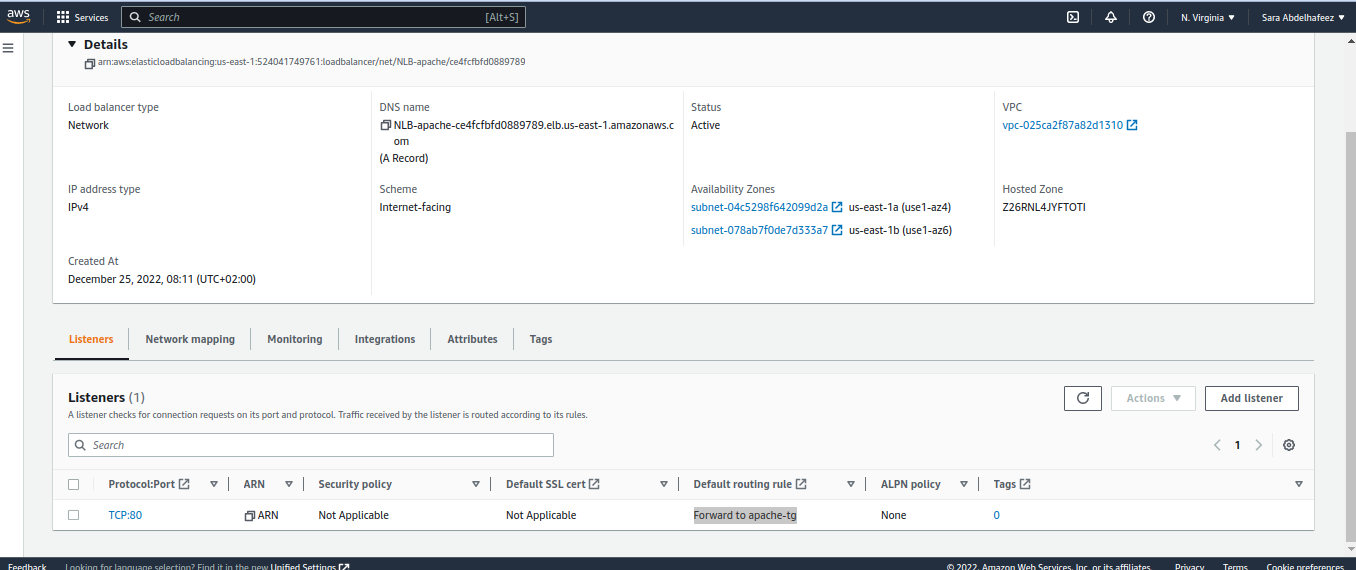 aws Services Search [Alt+S] N. Virginia Sara Abdelhafeez
Details
arn:aws:elasticloadbalancing:us-east-1:524041749761:loadbalancer/net/NLB-apache/ce4fcfbfd0889789
Load balancer type DNS name Status VPC
Network NLB-apache-ce4fcfbfd0889789.elb.us-east-1.amazonaws.c Active vpc-025ca2f87a82d1310
om
(A Record)
IP address type Scheme Availability Zones Hosted Zone
IPv4 Internet-facing subnet-04c5298f642099d2a us-east-1a (use1-az4) Z26RNL4JYFTOTI
subnet-078ab7f0de7d333a7 us-east-1b (use1-az6)
Created At
December 25, 2022, 08:11 (UTC+02:00)
Listeners Network mapping Monitoring Integrations Attributes Tags
Listeners (1) Actions Add listener
A listener checks for connection requests on its port and protocol. Traffic received by the listener is routed according to its rules.
Search 1
Protocol:Port ARN Security policy Default SSL cert Default routing rule ALPN policy Tags
TCP:80 ARN Not Applicable Not Applicable Forward to apache-tg None 0
Feedback Looking for language selection? Find it in the new Unified Settings © 2022, Amazon Web Services, Inc. or its affiliates. Privacy Terms Cookie preferences